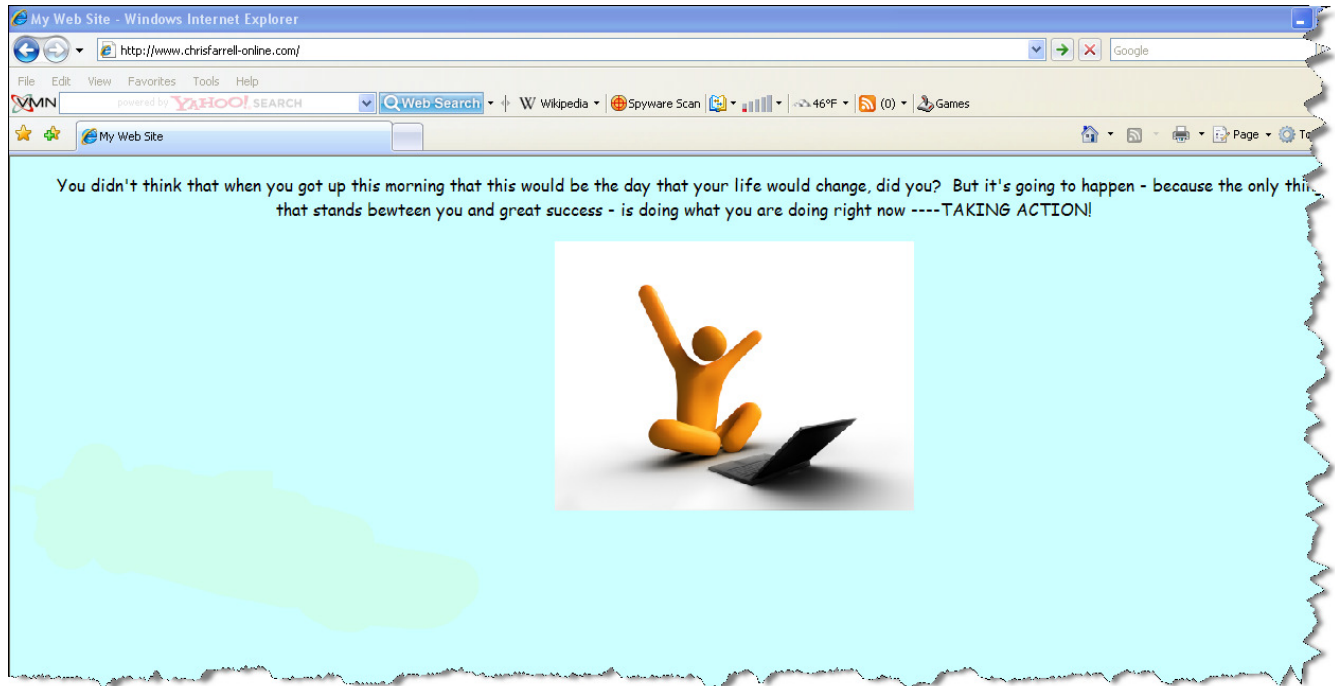 My Web Site - Windows Internet Explorer
http://www.chrisfarrell-online.com/
Google
File Edit View Favorites Tools Help
VMN powered by YAHOO! SEARCH Web Search W Wikipedia Spyware Scan 46°F (0) Games
My Web Site Page
You didn't think that when you got up this morning that this would be the day that your life would change, did you? But it's going to happen - because the only
that stands bewteen you and great success - is doing what you are doing right now ----TAKING ACTION!